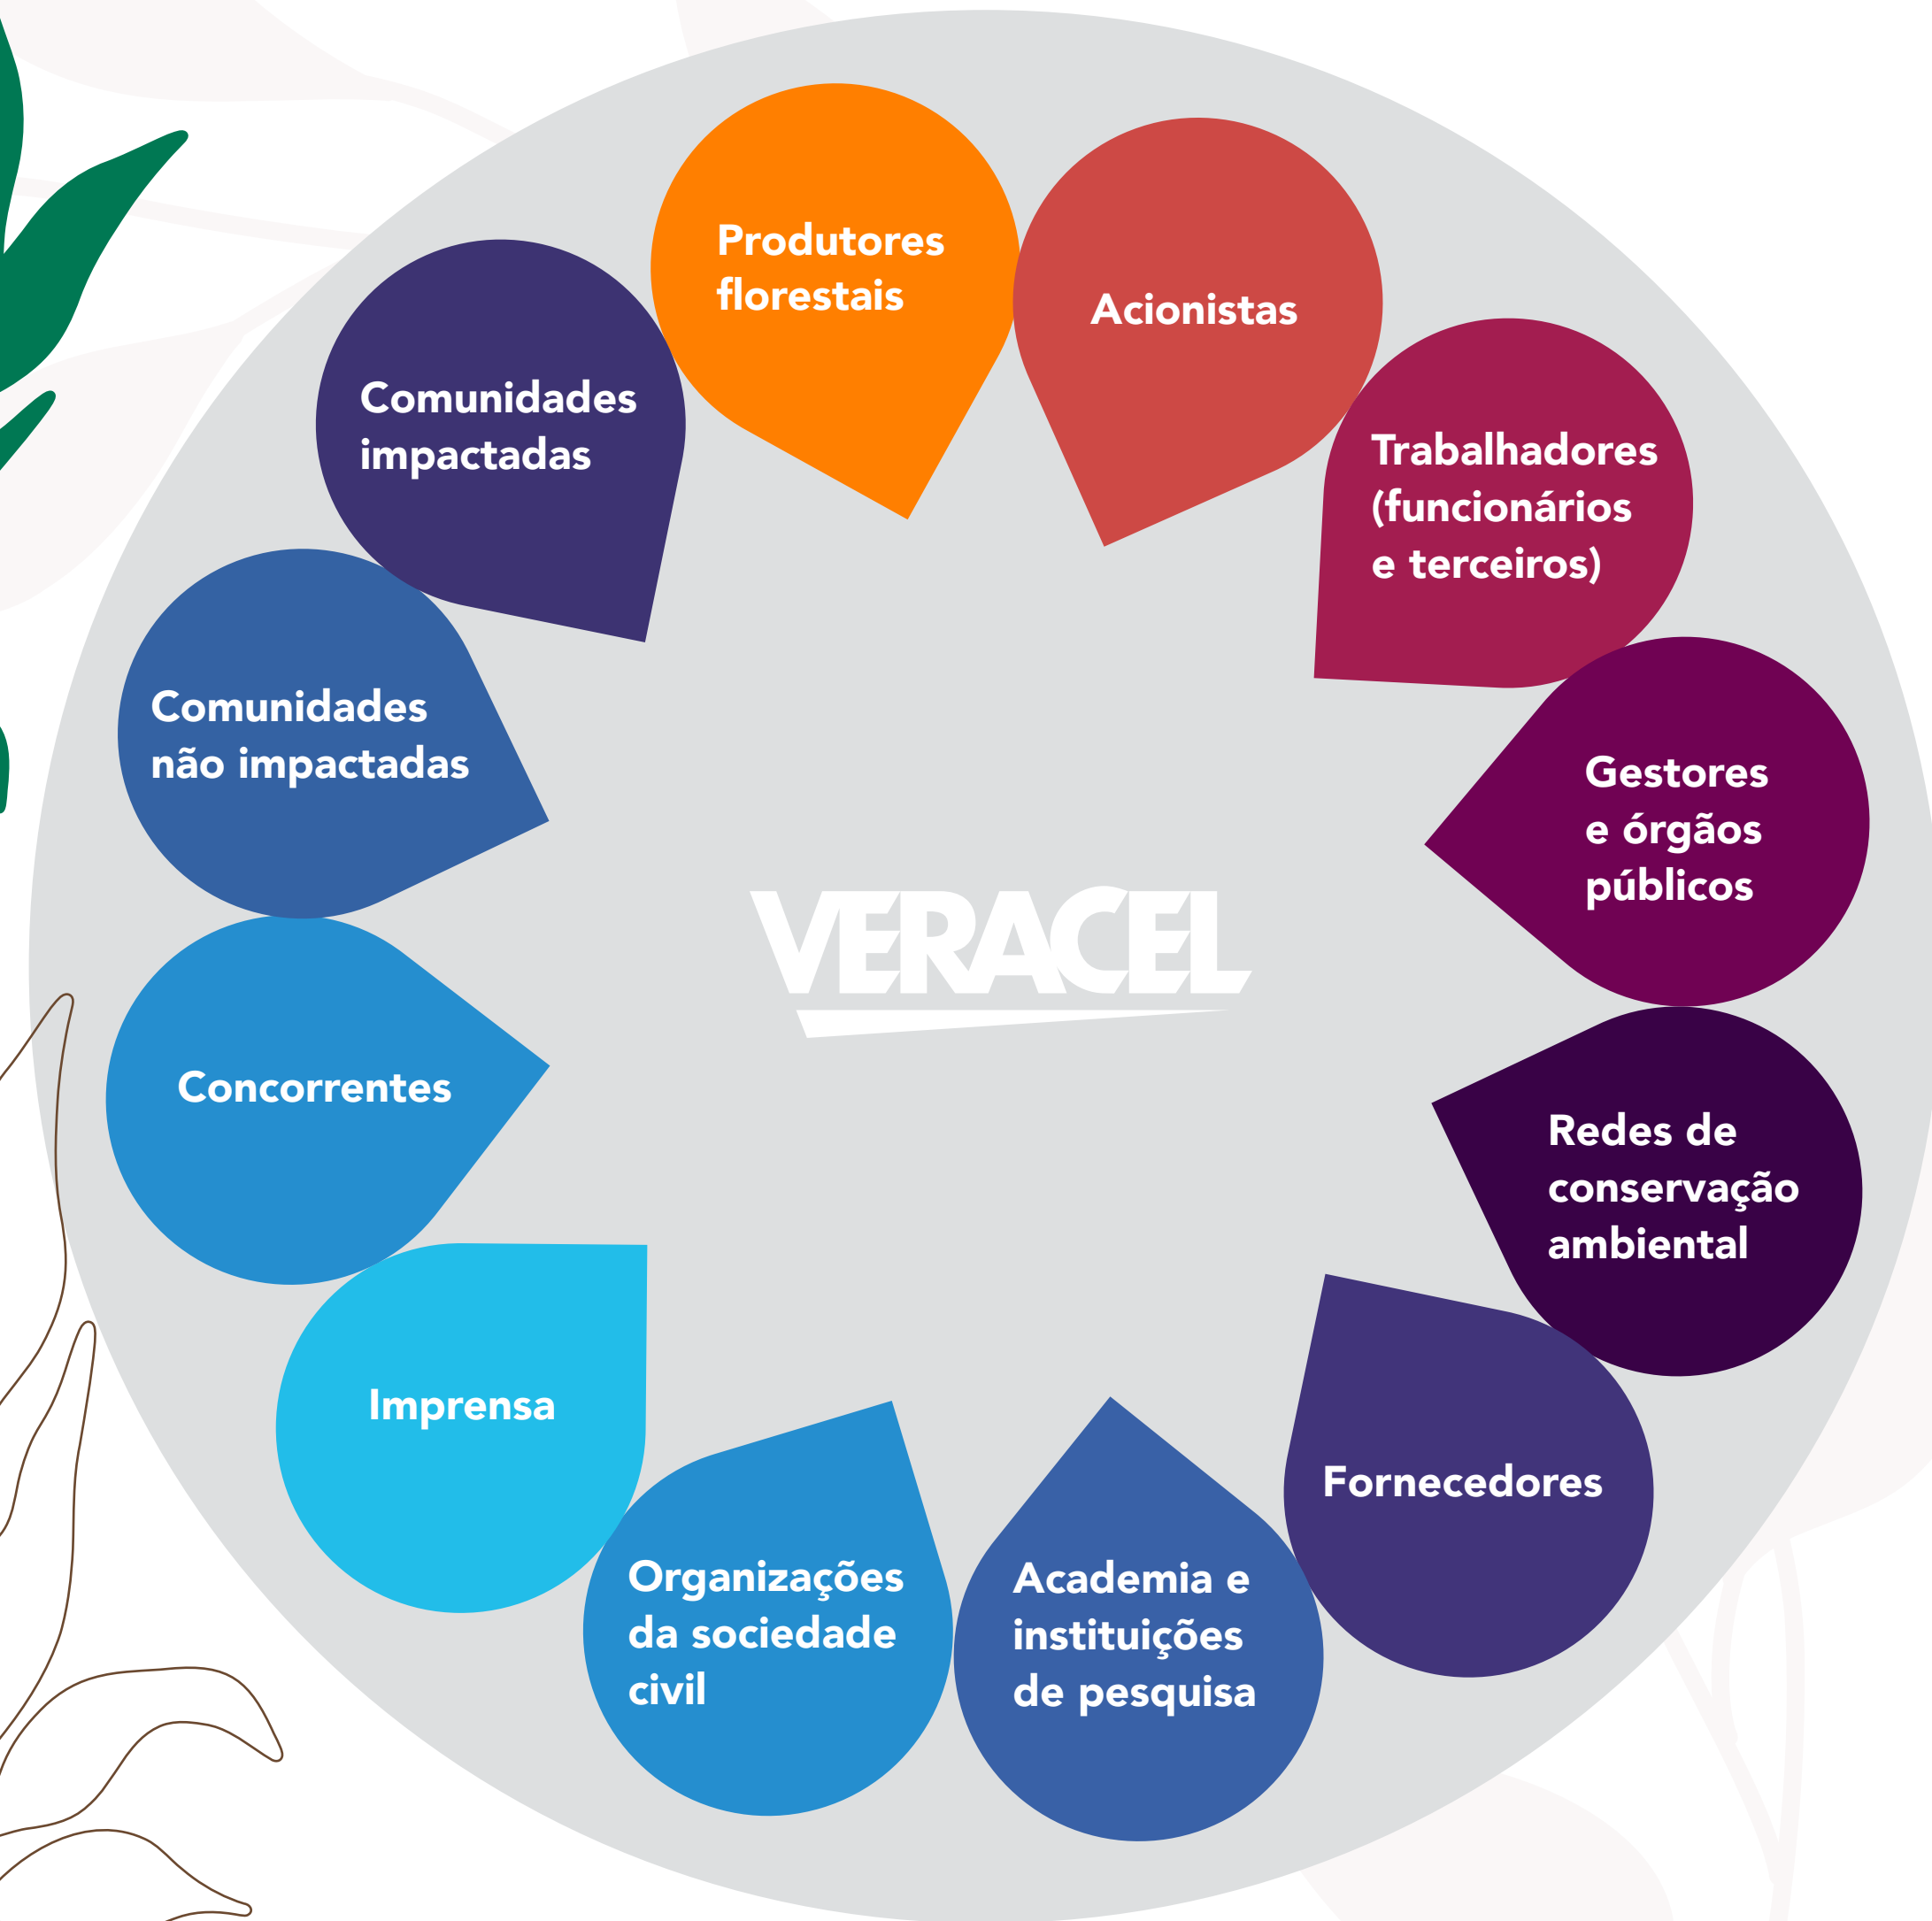 Produtores
florestais
Acionistas
Trabalhadores
(funcionários
e terceiros)
Gestores
e órgãos
públicos
Redes de
conservação
ambiental
Fornecedores
Academia e
instituições
de pesquisa
Organizações
da sociedade
civil
Imprensa
Concorrentes
Comunidades
não impactadas
Comunidades
impactadas
VERACEL